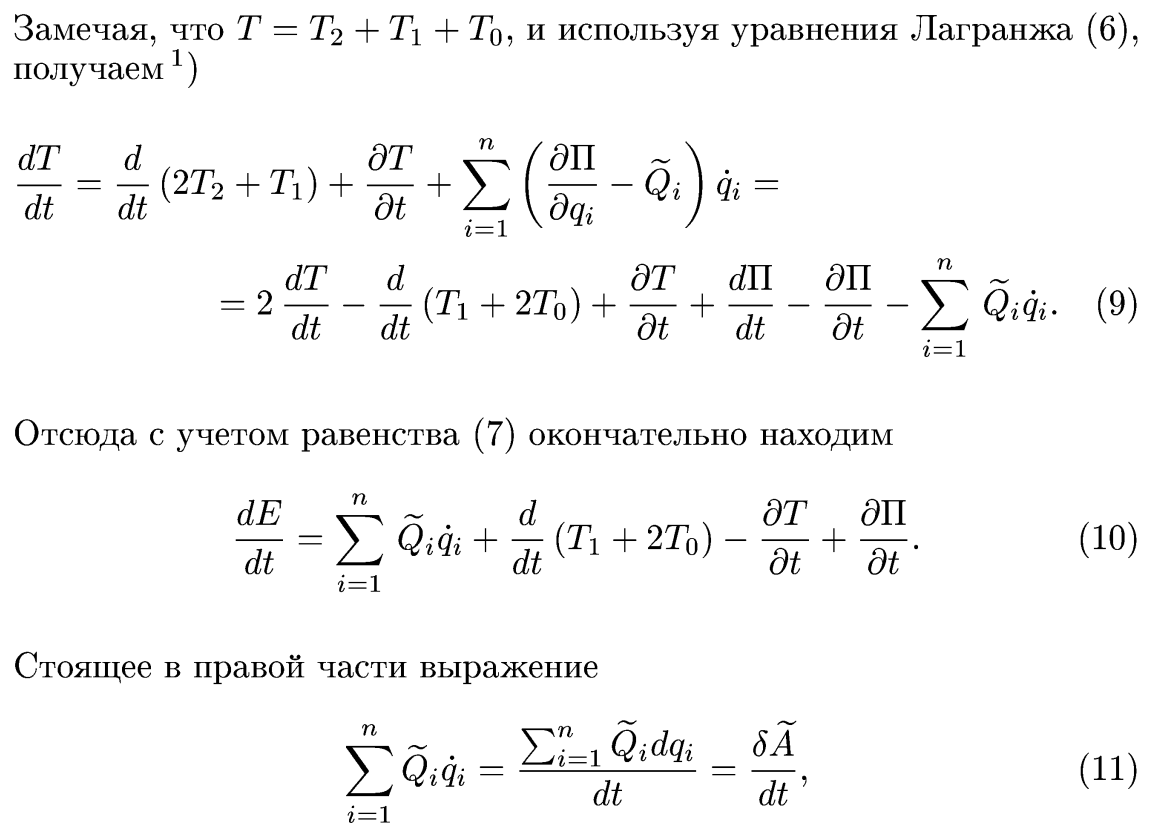 Замечая, что $T = T_2 + T_1 + T_0$, и используя уравнения Лагранжа (6),
получаем $^1$)
$\frac{dT}{dt} = \frac{d}{dt}\,(2T_2 + T_1) + \frac{\partial T}{\partial t} + \sum_{i=1}^{n} \left( \frac{\partial \Pi}{\partial q_i} - \widetilde{Q}_i \right) \dot{q}_i =$
$= 2\,\frac{dT}{dt} - \frac{d}{dt}\,(T_1 + 2T_0) + \frac{\partial T}{\partial t} + \frac{d\Pi}{dt} - \frac{\partial \Pi}{\partial t} - \sum_{i=1}^{n} \widetilde{Q}_i \dot{q}_i.$ (9)
Отсюда с учетом равенства (7) окончательно находим
$\frac{dE}{dt} = \sum_{i=1}^{n} \widetilde{Q}_i \dot{q}_i + \frac{d}{dt}\,(T_1 + 2T_0) - \frac{\partial T}{\partial t} + \frac{\partial \Pi}{\partial t}.$ (10)
Стоящее в правой части выражение
$\sum_{i=1}^{n} \widetilde{Q}_i \dot{q}_i = \frac{\sum_{i=1}^{n} \widetilde{Q}_i dq_i}{dt} = \frac{\delta \widetilde{A}}{dt},$ (11)